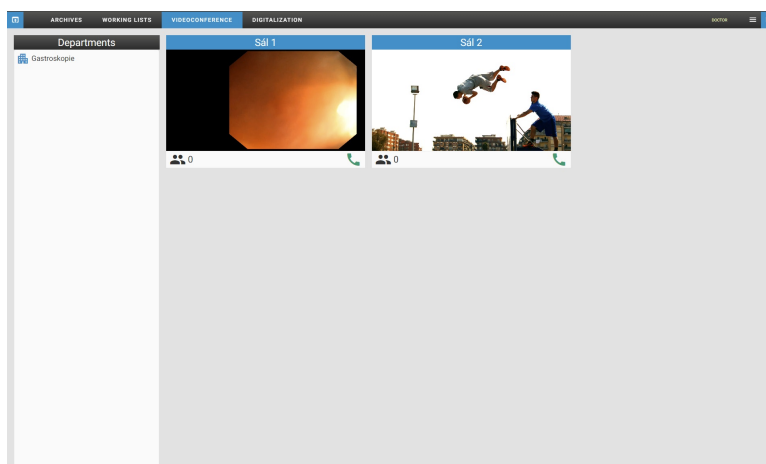 ARCHIVES WORKING LISTS VIDEOCONFERENCE DIGITALIZATION DOCTOR
Departments
Gastroskopie
Sál 1
0
Sál 2
0